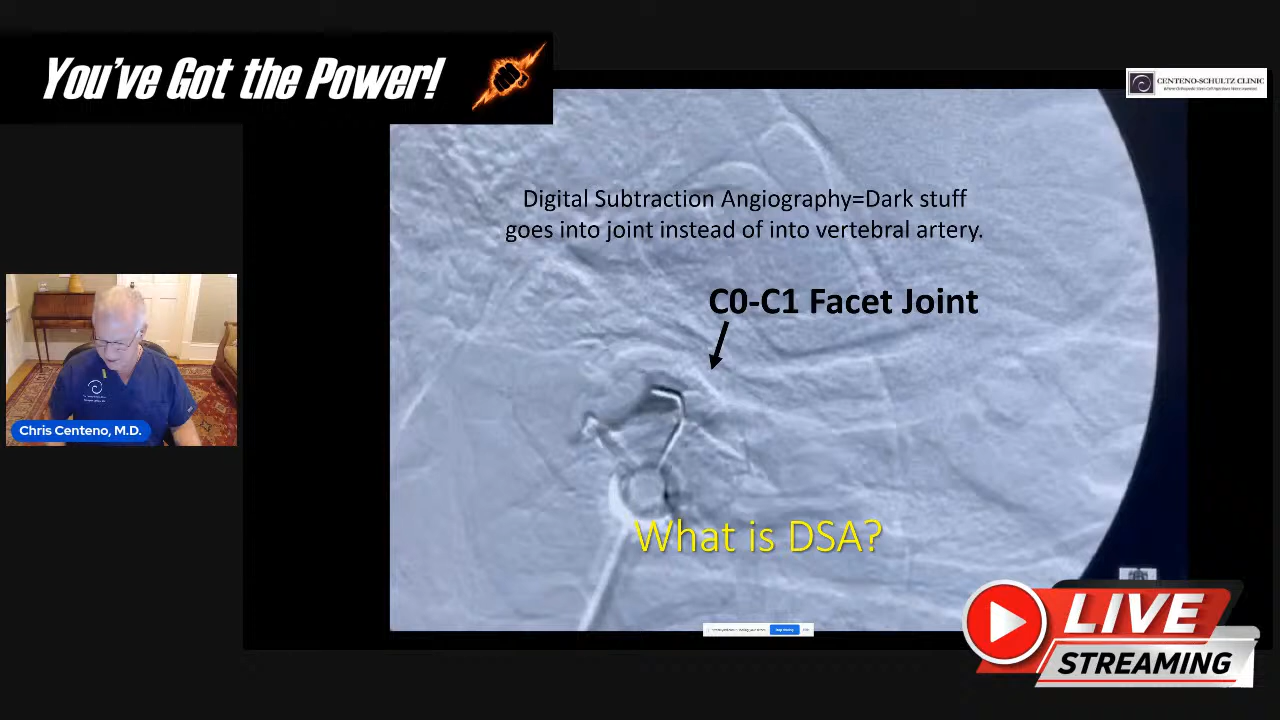 You've Got the Power!
CENTENO-SCHULTZ CLINIC
Digital Subtraction Angiography=Dark stuff
goes into joint instead of into vertebral artery.
C0-C1 Facet Joint
Chris Centeno, M.D.
What is DSA?
LIVE
STREAMING